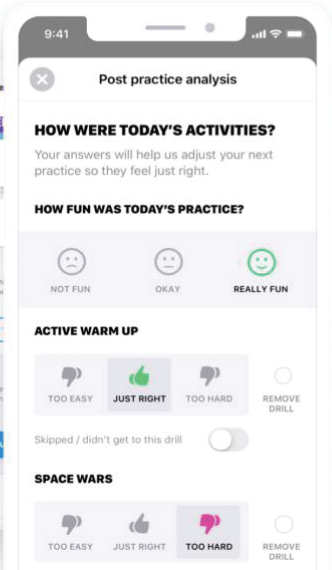 9:41
Post practice analysis
HOW WERE TODAY'S ACTIVITIES?
Your answers will help us adjust your next
practice so they feel just right.
HOW FUN WAS TODAY'S PRACTICE?
NOT FUN OKAY REALLY FUN
ACTIVE WARM UP
TOO EASY JUST RIGHT TOO HARD REMOVE
DRILL
Skipped / didn't get to this drill
SPACE WARS
TOO EASY JUST RIGHT TOO HARD REMOVE
DRILL